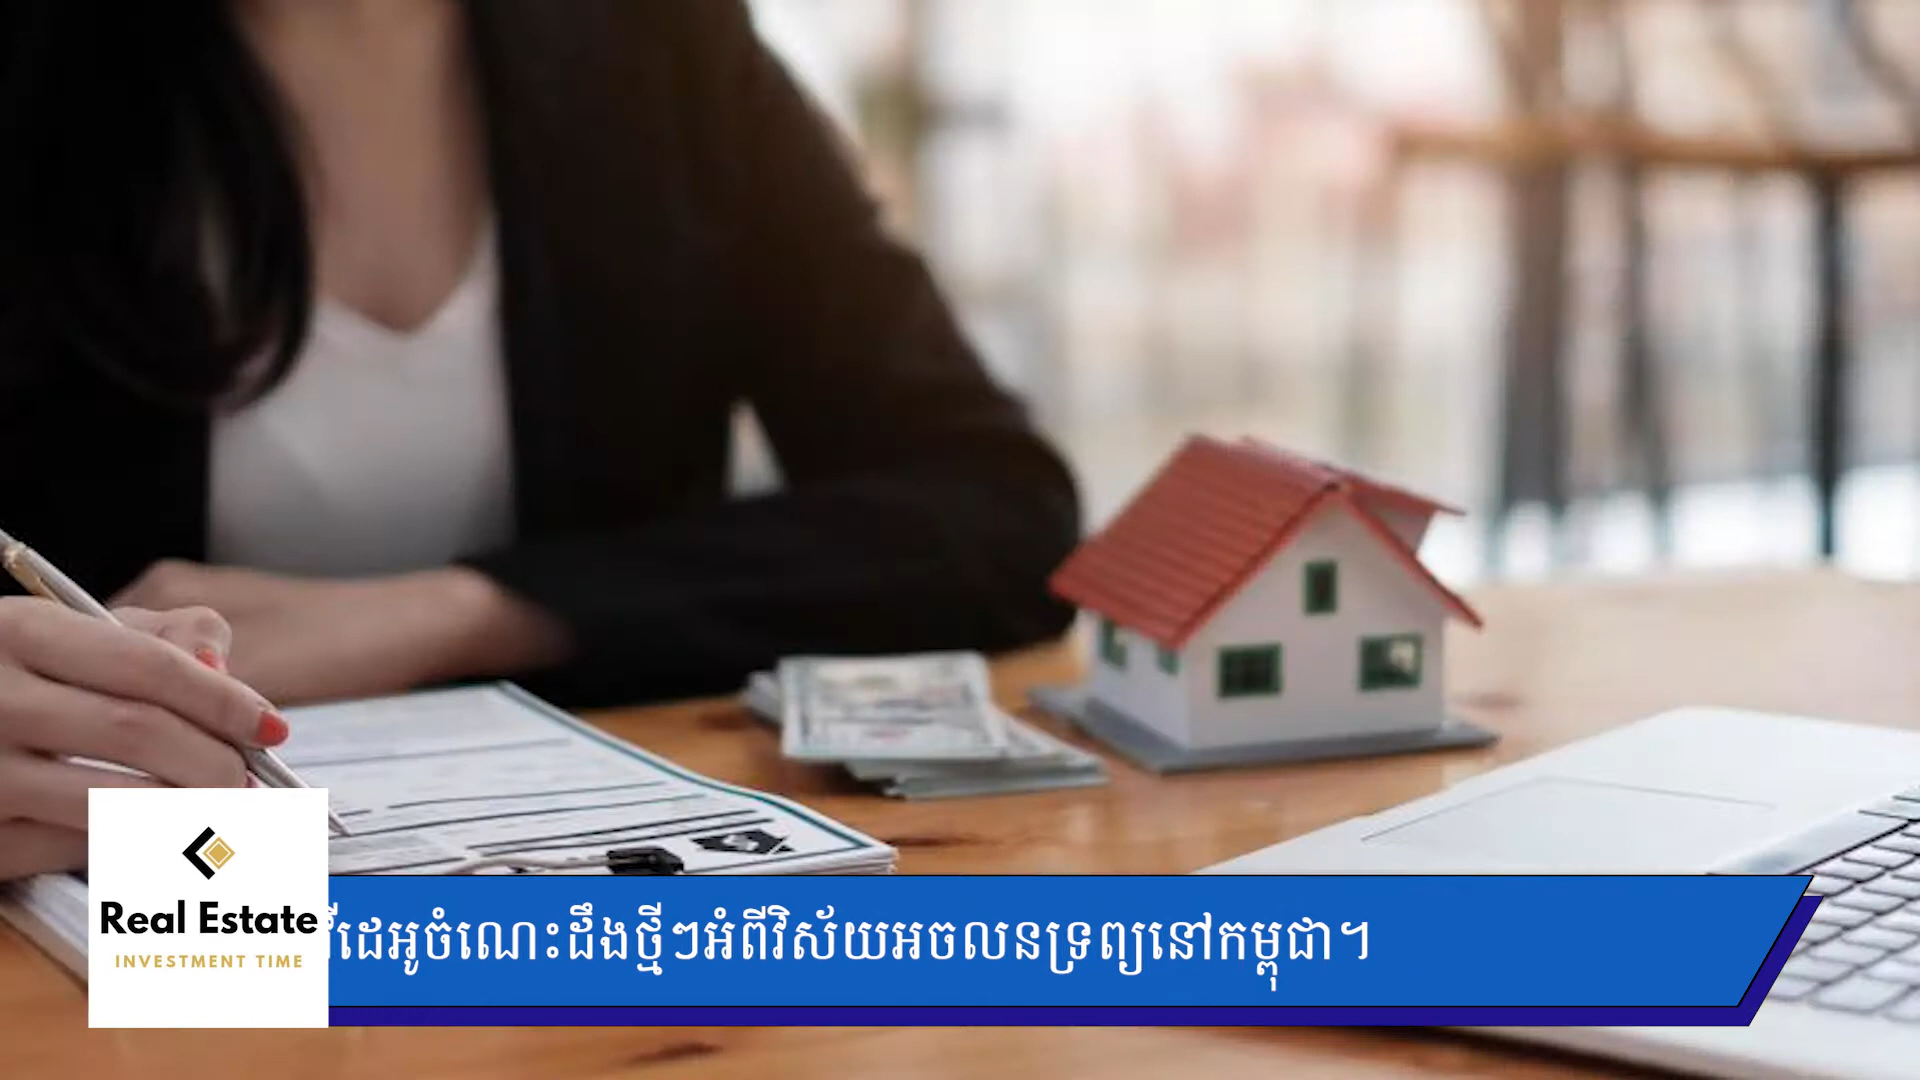 Real Estate
INVESTMENT TIME
ដេអូចំណេះដឹងថ្មីៗអំពីវិស័យអចលនទ្រព្យនៅកម្ពុជា។